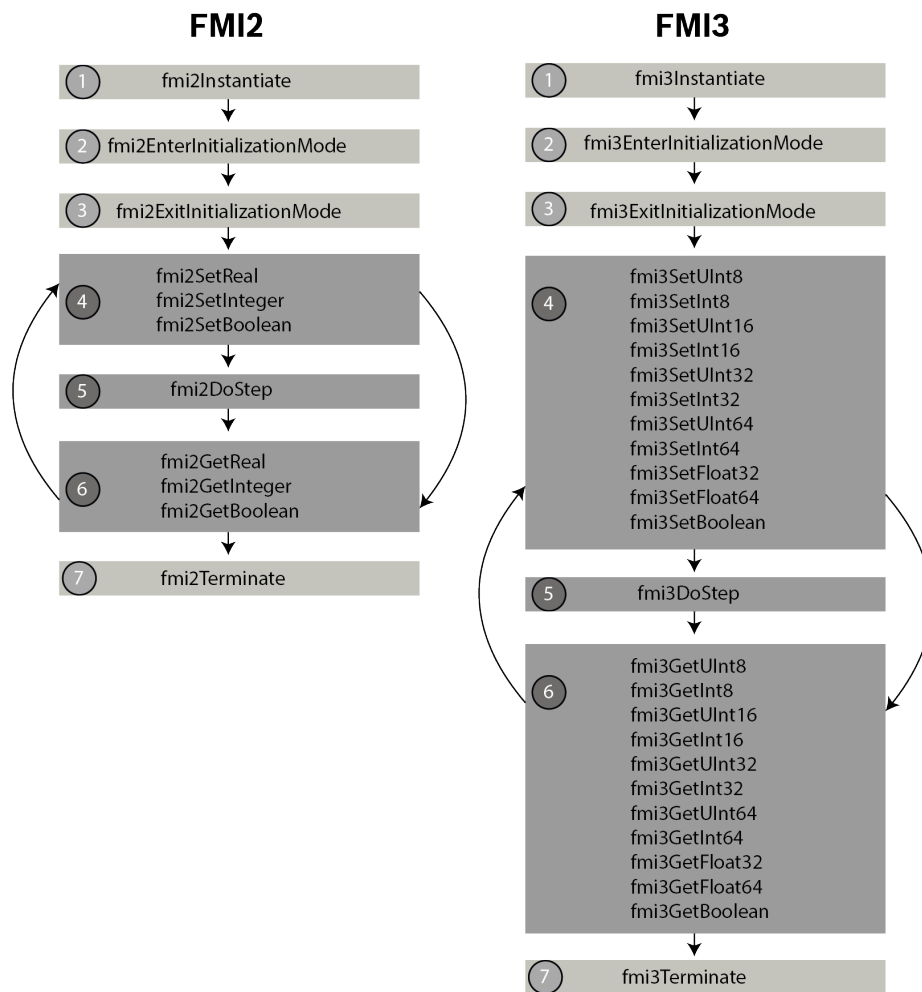 FMI2
1 fmi2Instantiate
2 fmi2EnterInitializationMode
3 fmi2ExitInitializationMode
4
fmi2SetReal
fmi2SetInteger
fmi2SetBoolean
5 fmi2DoStep
6
fmi2GetReal
fmi2GetInteger
fmi2GetBoolean
7 fmi2Terminate
FMI3
1 fmi3Instantiate
2 fmi3EnterInitializationMode
3 fmi3ExitInitializationMode
4
fmi3SetUInt8
fmi3SetInt8
fmi3SetUInt16
fmi3SetInt16
fmi3SetUInt32
fmi3SetInt32
fmi3SetUInt64
fmi3SetInt64
fmi3SetFloat32
fmi3SetFloat64
fmi3SetBoolean
5 fmi3DoStep
6
fmi3GetUInt8
fmi3GetInt8
fmi3GetUInt16
fmi3GetInt16
fmi3GetUInt32
fmi3GetInt32
fmi3GetUInt64
fmi3GetInt64
fmi3GetFloat32
fmi3GetFloat64
fmi3GetBoolean
7 fmi3Terminate